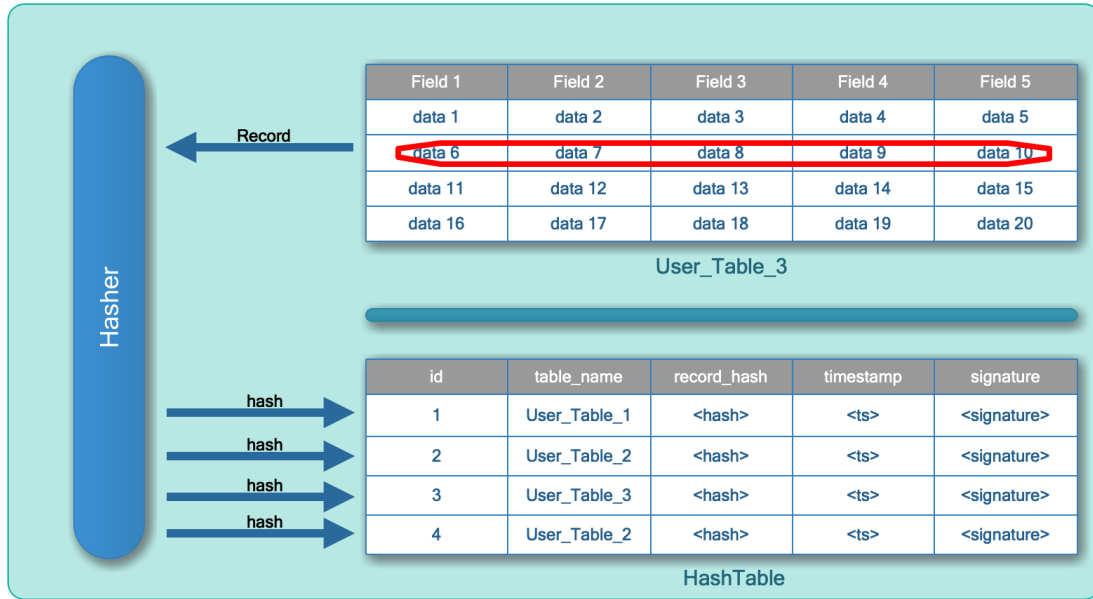 Field 1 Field 2 Field 3 Field 4 Field 5
data 1 data 2 data 3 data 4 data 5
Record
data 6 data 7 data 8 data 9 data 10
data 11 data 12 data 13 data 14 data 15
data 16 data 17 data 18 data 19 data 20
User_Table_3
Hasher
id table_name record_hash timestamp signature
hash
1 User_Table_1 <hash> <ts> <signature>
hash
2 User_Table_2 <hash> <ts> <signature>
hash
3 User_Table_3 <hash> <ts> <signature>
hash
4 User_Table_2 <hash> <ts> <signature>
HashTable